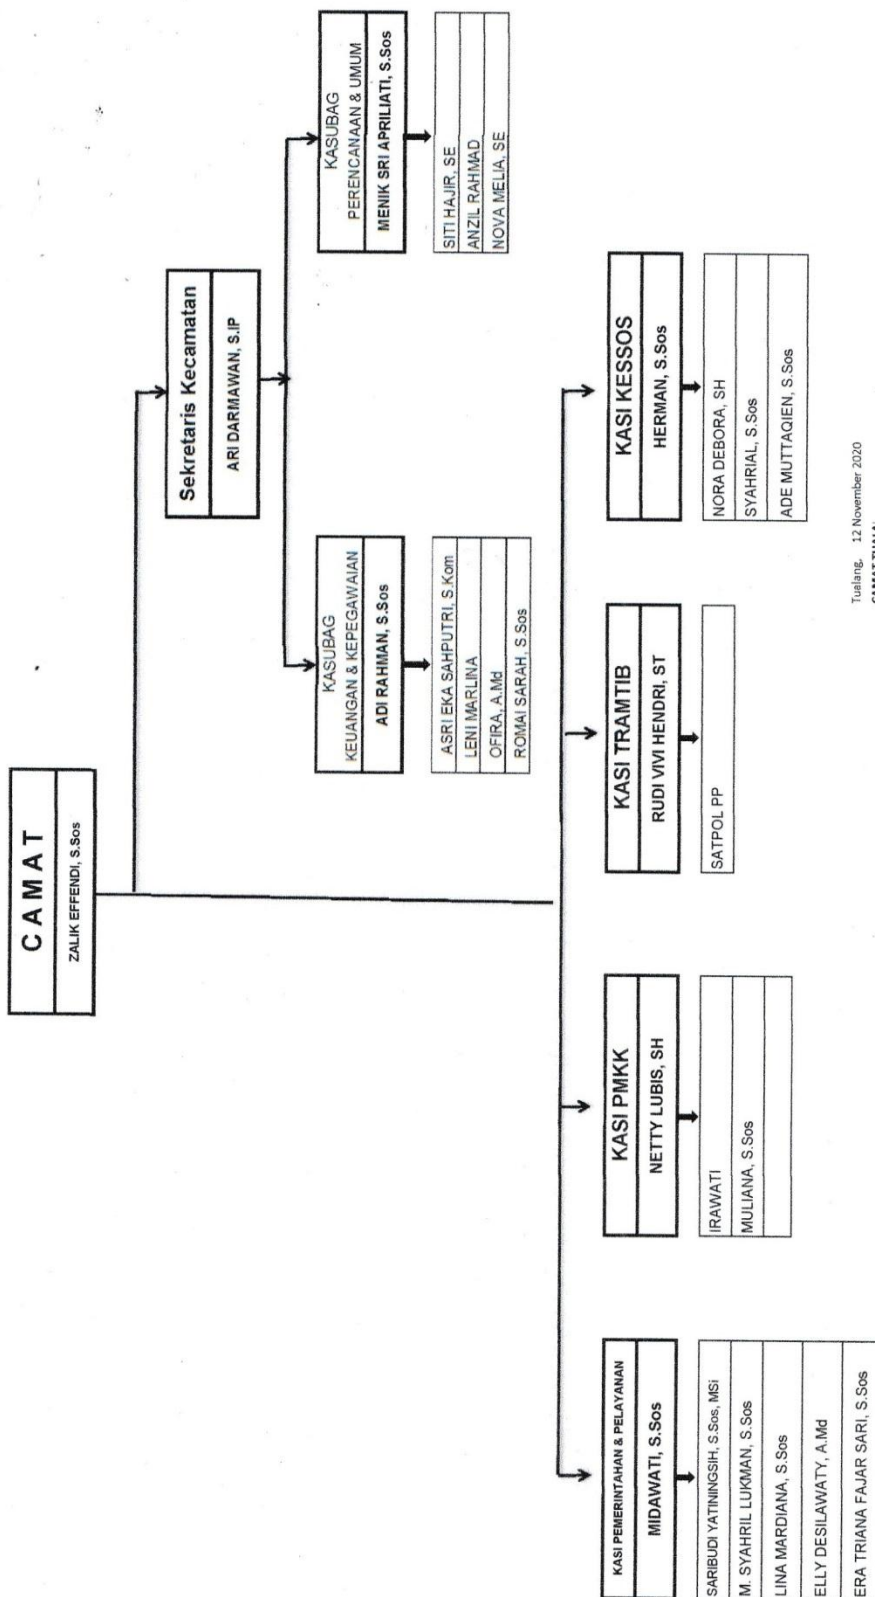 C A M A T
ZALIK EFFENDI, S.Sos
Sekretaris Kecamatan
ARI DARMAWAN, S.IP
KASUBAG
KEUANGAN & KEPEGAWAIAN
ADI RAHMAN, S.Sos
ASRI EKA SAHPUTRI, S.Kom
LENI MARLINA
OFIRA, A.Md
ROMAI SARAH, S.Sos
KASUBAG
PERENCANAAN & UMUM
MENIK SRI APRILIATI, S.Sos
SITI HAJIR, SE
ANZIL RAHMAD
NOVA MELIA, SE
KASI PEMERINTAHAN & PELAYANAN
MIDAWATI, S.Sos
SARIBUDI YATININGSIH, S.Sos, MSi
M. SYAHRIL LUKMAN, S.Sos
LINA MARDIANA, S.Sos
ELLY DESILAWATY, A.Md
ERA TRIANA FAJAR SARI, S.Sos
KASI PMKK
NETTY LUBIS, SH
IRAWATI
MULIANA, S.Sos
KASI TRAMTIB
RUDI VIVI HENDRI, ST
SATPOL PP
KASI KESSOS
HERMAN, S.Sos
NORA DEBORA, SH
SYAHRIAL, S.Sos
ADE MUTTAQIEN, S.Sos
Tualang, 12 November 2020